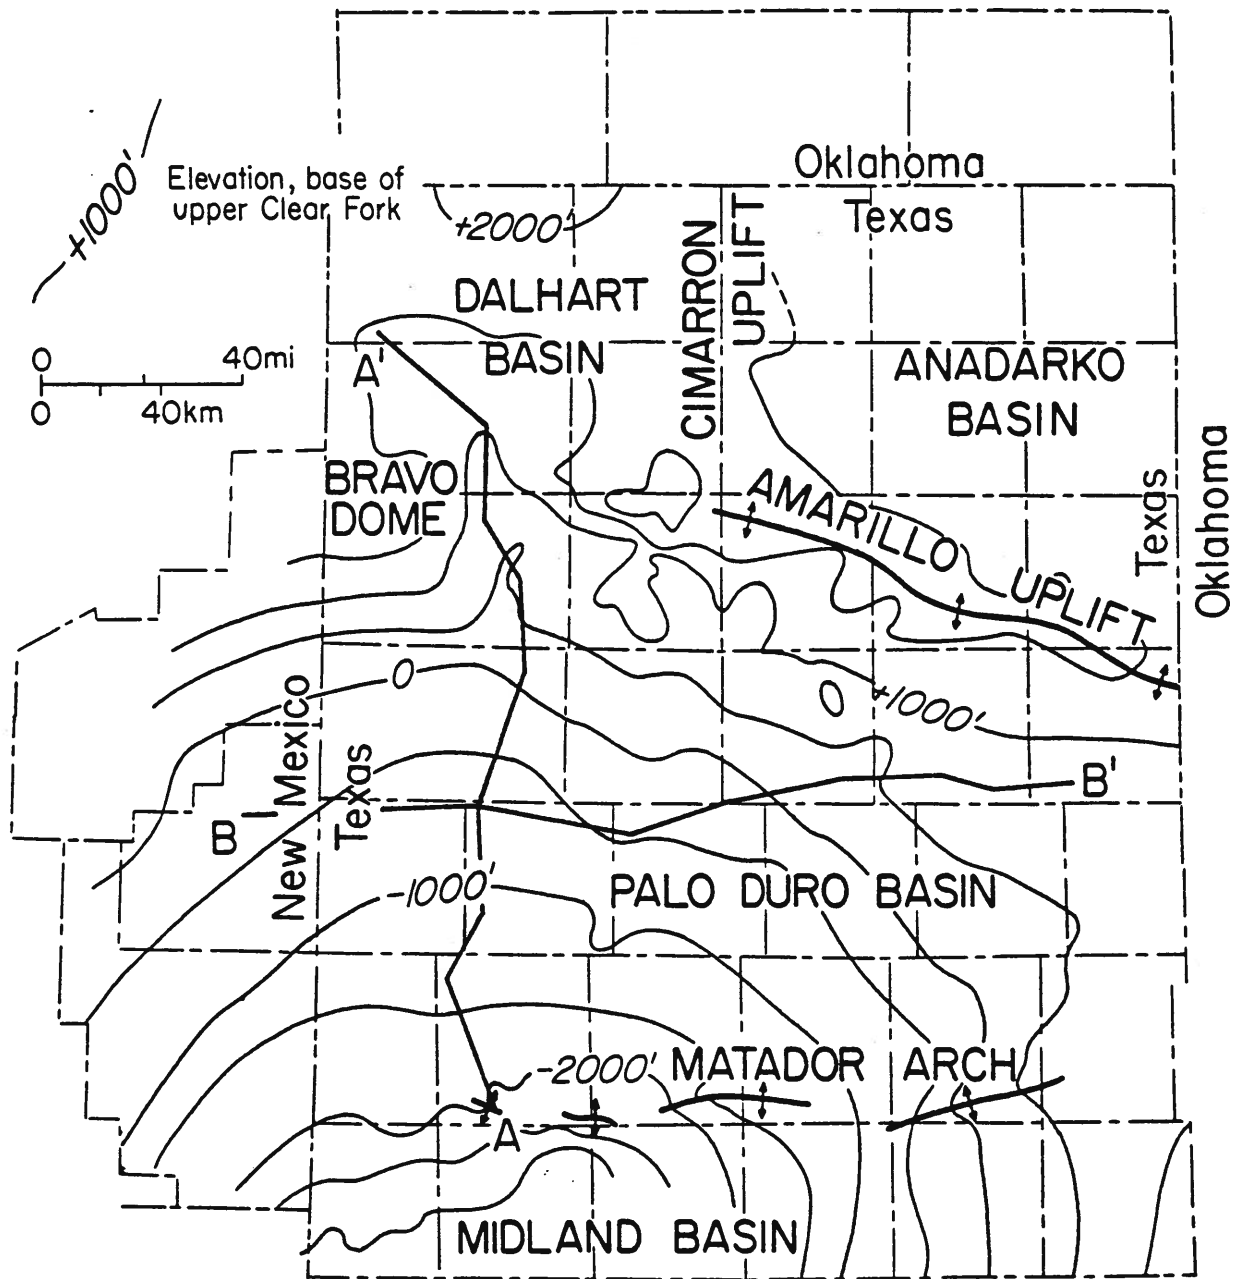 Oklahoma
Texas
+1000'
Elevation, base of
upper Clear Fork
+2000'
CIMARRON
UPLIFT
DALHART
BASIN
0 40mi
0 40km
A'
ANADARKO
BASIN
BRAVO
DOME
AMARILLO
UPLIFT
Texas
Oklahoma
0
0
+1000'
New Mexico
Texas
B
B'
-1000'
PALO DURO BASIN
-2000'
MATADOR ARCH
A
MIDLAND BASIN